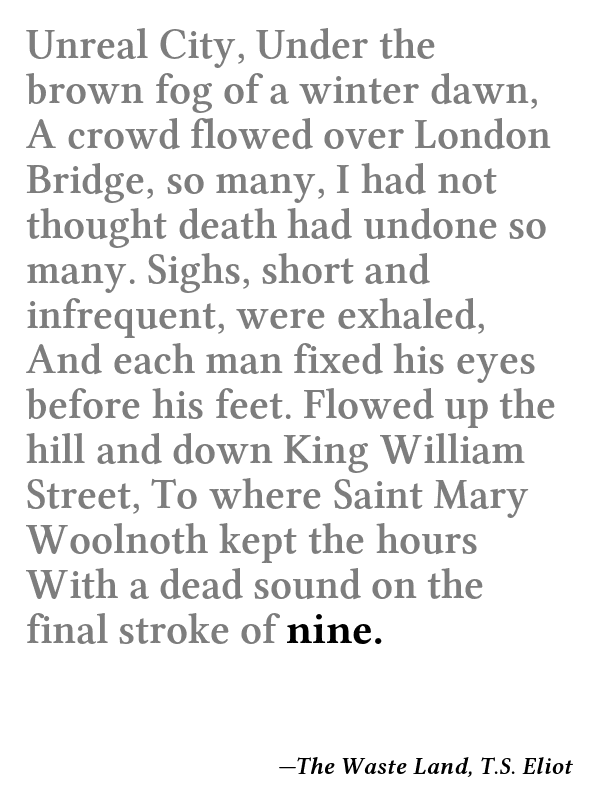 Unreal City, Under the
brown fog of a winter dawn,
A crowd flowed over London
Bridge, so many, I had not
thought death had undone so
many. Sighs, short and
infrequent, were exhaled,
And each man fixed his eyes
before his feet. Flowed up the
hill and down King William
Street, To where Saint Mary
Woolnoth kept the hours
With a dead sound on the
final stroke of nine.
—The Waste Land, T.S. Eliot